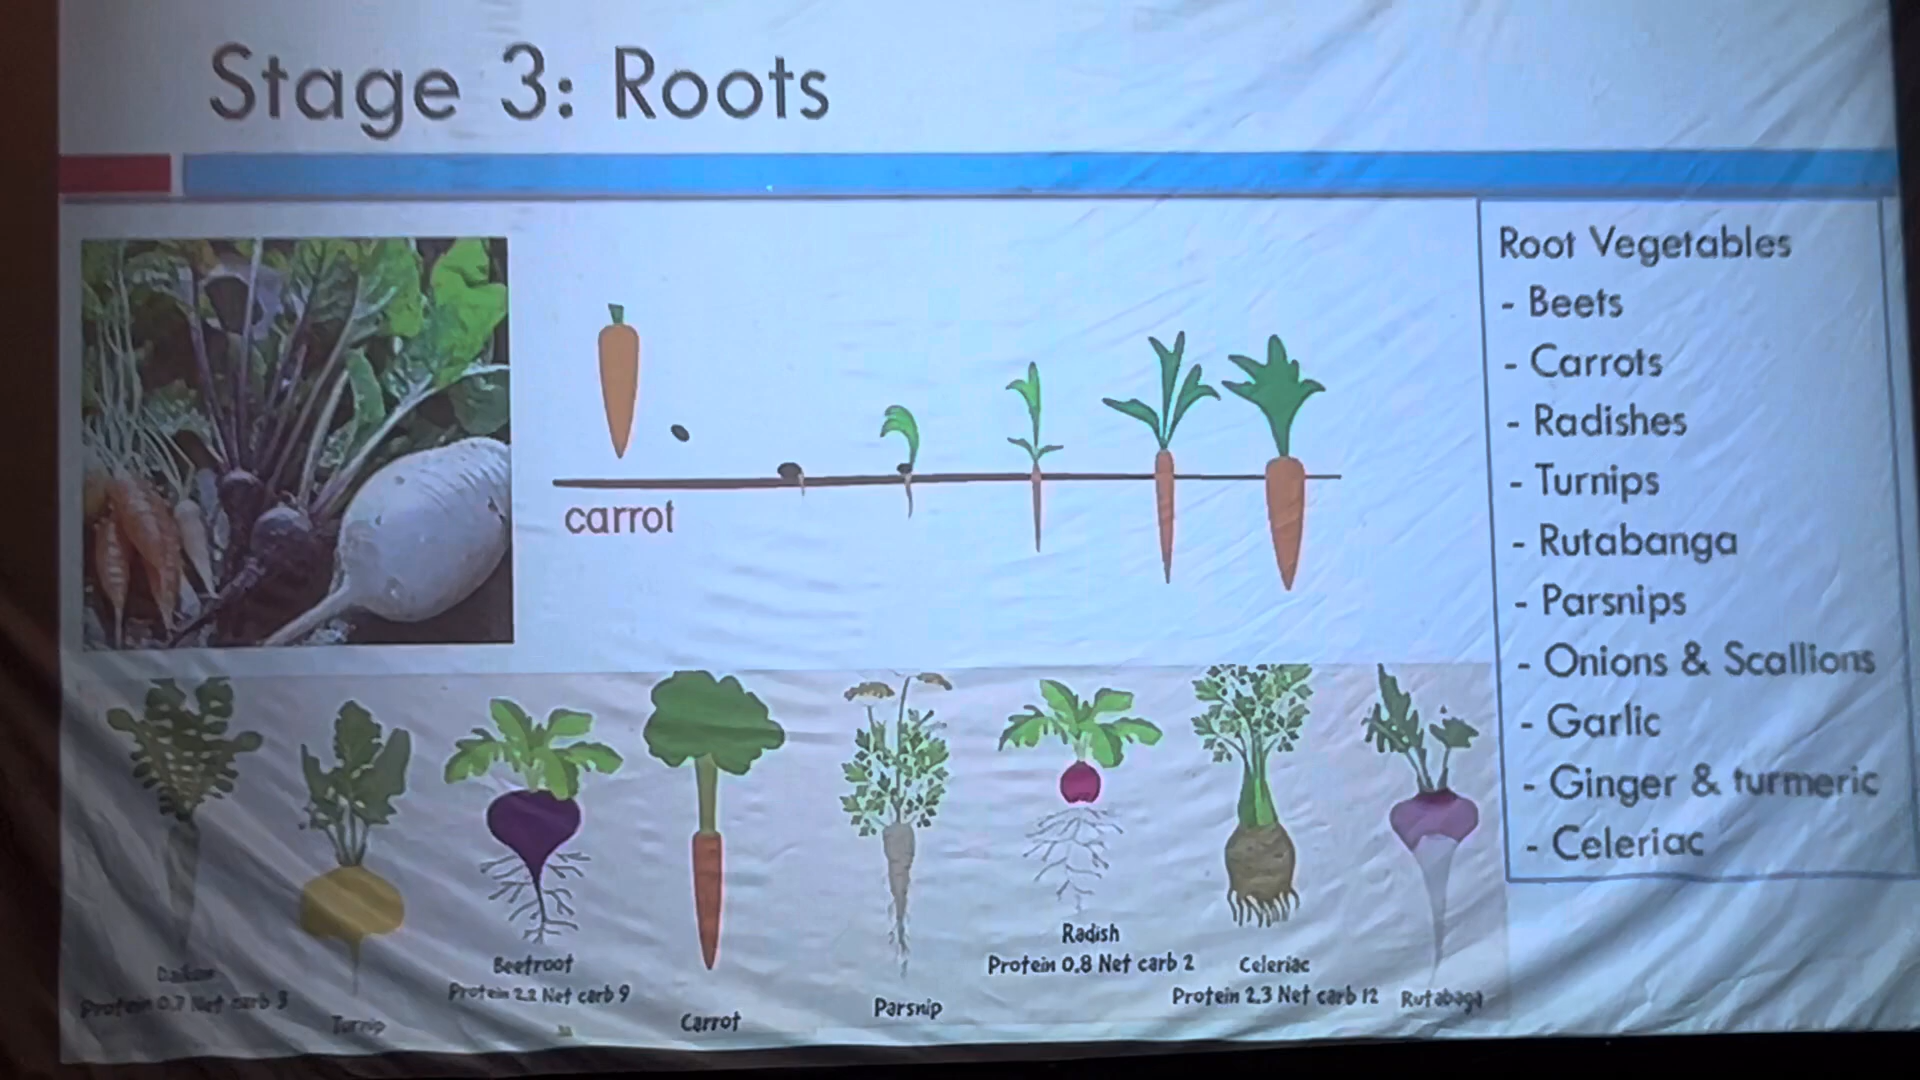 Stage 3: Roots
carrot
Root Vegetables
- Beets
- Carrots
- Radishes
- Turnips
- Rutabanga
- Parsnips
- Onions & Scallions
- Garlic
- Ginger & turmeric
- Celeriac
Daikon
Protein 0.7 Net carb 3
Turnip
Beetroot
Protein 2.2 Net carb 9
Carrot
Parsnip
Radish
Protein 0.8 Net carb 2
Celeriac
Protein 2.3 Net carb 12
Rutabaga